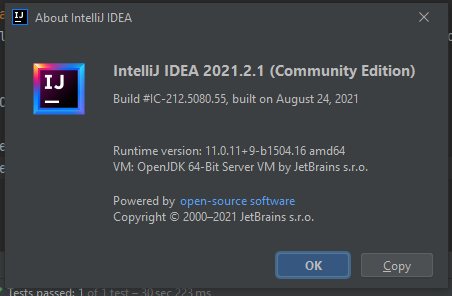 About IntelliJ IDEA
IJ
IntelliJ IDEA 2021.2.1 (Community Edition)
Build #IC-212.5080.55, built on August 24, 2021
Runtime version: 11.0.11+9-b1504.16 amd64
VM: OpenJDK 64-Bit Server VM by JetBrains s.r.o.
Powered by open-source software
Copyright © 2000–2021 JetBrains s.r.o.
OK
Copy
Tests passed: 1 of 1 test – 30 sec 223 ms